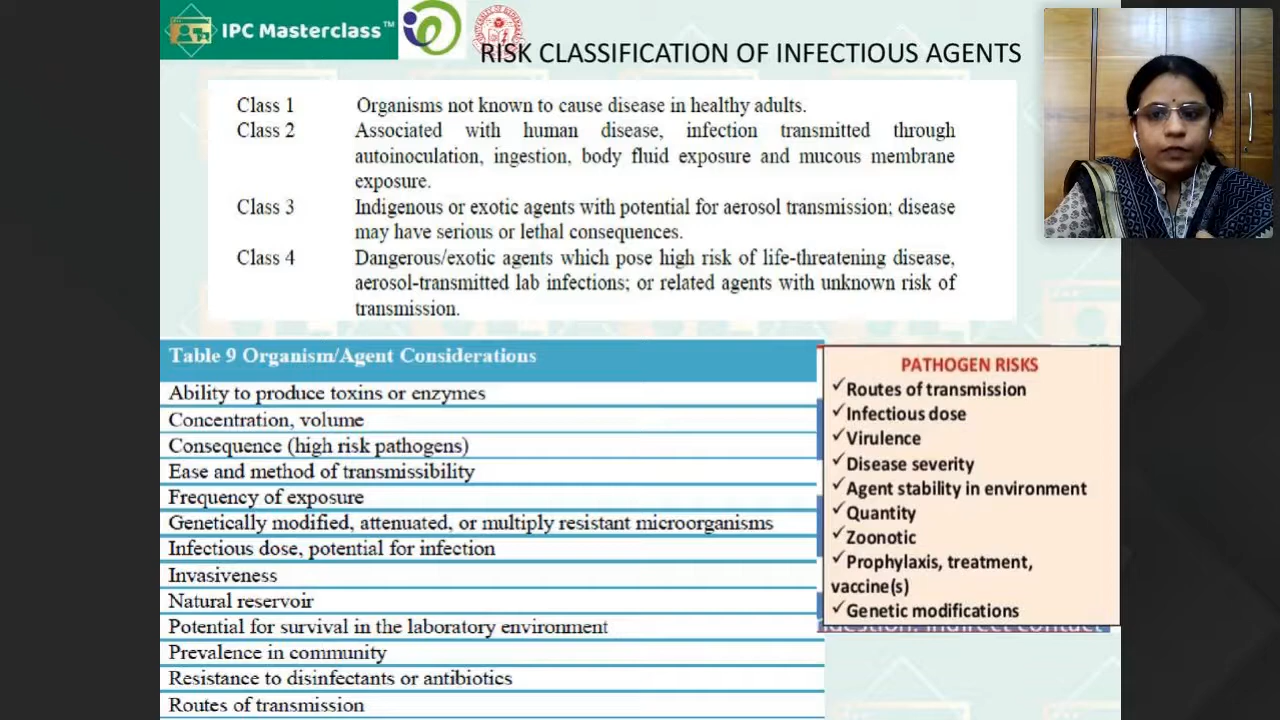 IPC Masterclass™
RISK CLASSIFICATION OF INFECTIOUS AGENTS
Class 1 Organisms not known to cause disease in healthy adults.
Class 2 Associated with human disease, infection transmitted through
autoinoculation, ingestion, body fluid exposure and mucous membrane
exposure.
Class 3 Indigenous or exotic agents with potential for aerosol transmission; disease
may have serious or lethal consequences.
Class 4 Dangerous/exotic agents which pose high risk of life-threatening disease,
aerosol-transmitted lab infections; or related agents with unknown risk of
transmission.
Table 9 Organism/Agent Considerations
Ability to produce toxins or enzymes
Concentration, volume
Consequence (high risk pathogens)
Ease and method of transmissibility
Frequency of exposure
Genetically modified, attenuated, or multiply resistant microorganisms
Infectious dose, potential for infection
Invasiveness
Natural reservoir
Potential for survival in the laboratory environment
Prevalence in community
Resistance to disinfectants or antibiotics
Routes of transmission
PATHOGEN RISKS
✓Routes of transmission
✓Infectious dose
✓Virulence
✓Disease severity
✓Agent stability in environment
✓Quantity
✓Zoonotic
✓Prophylaxis, treatment,
vaccine(s)
✓Genetic modifications